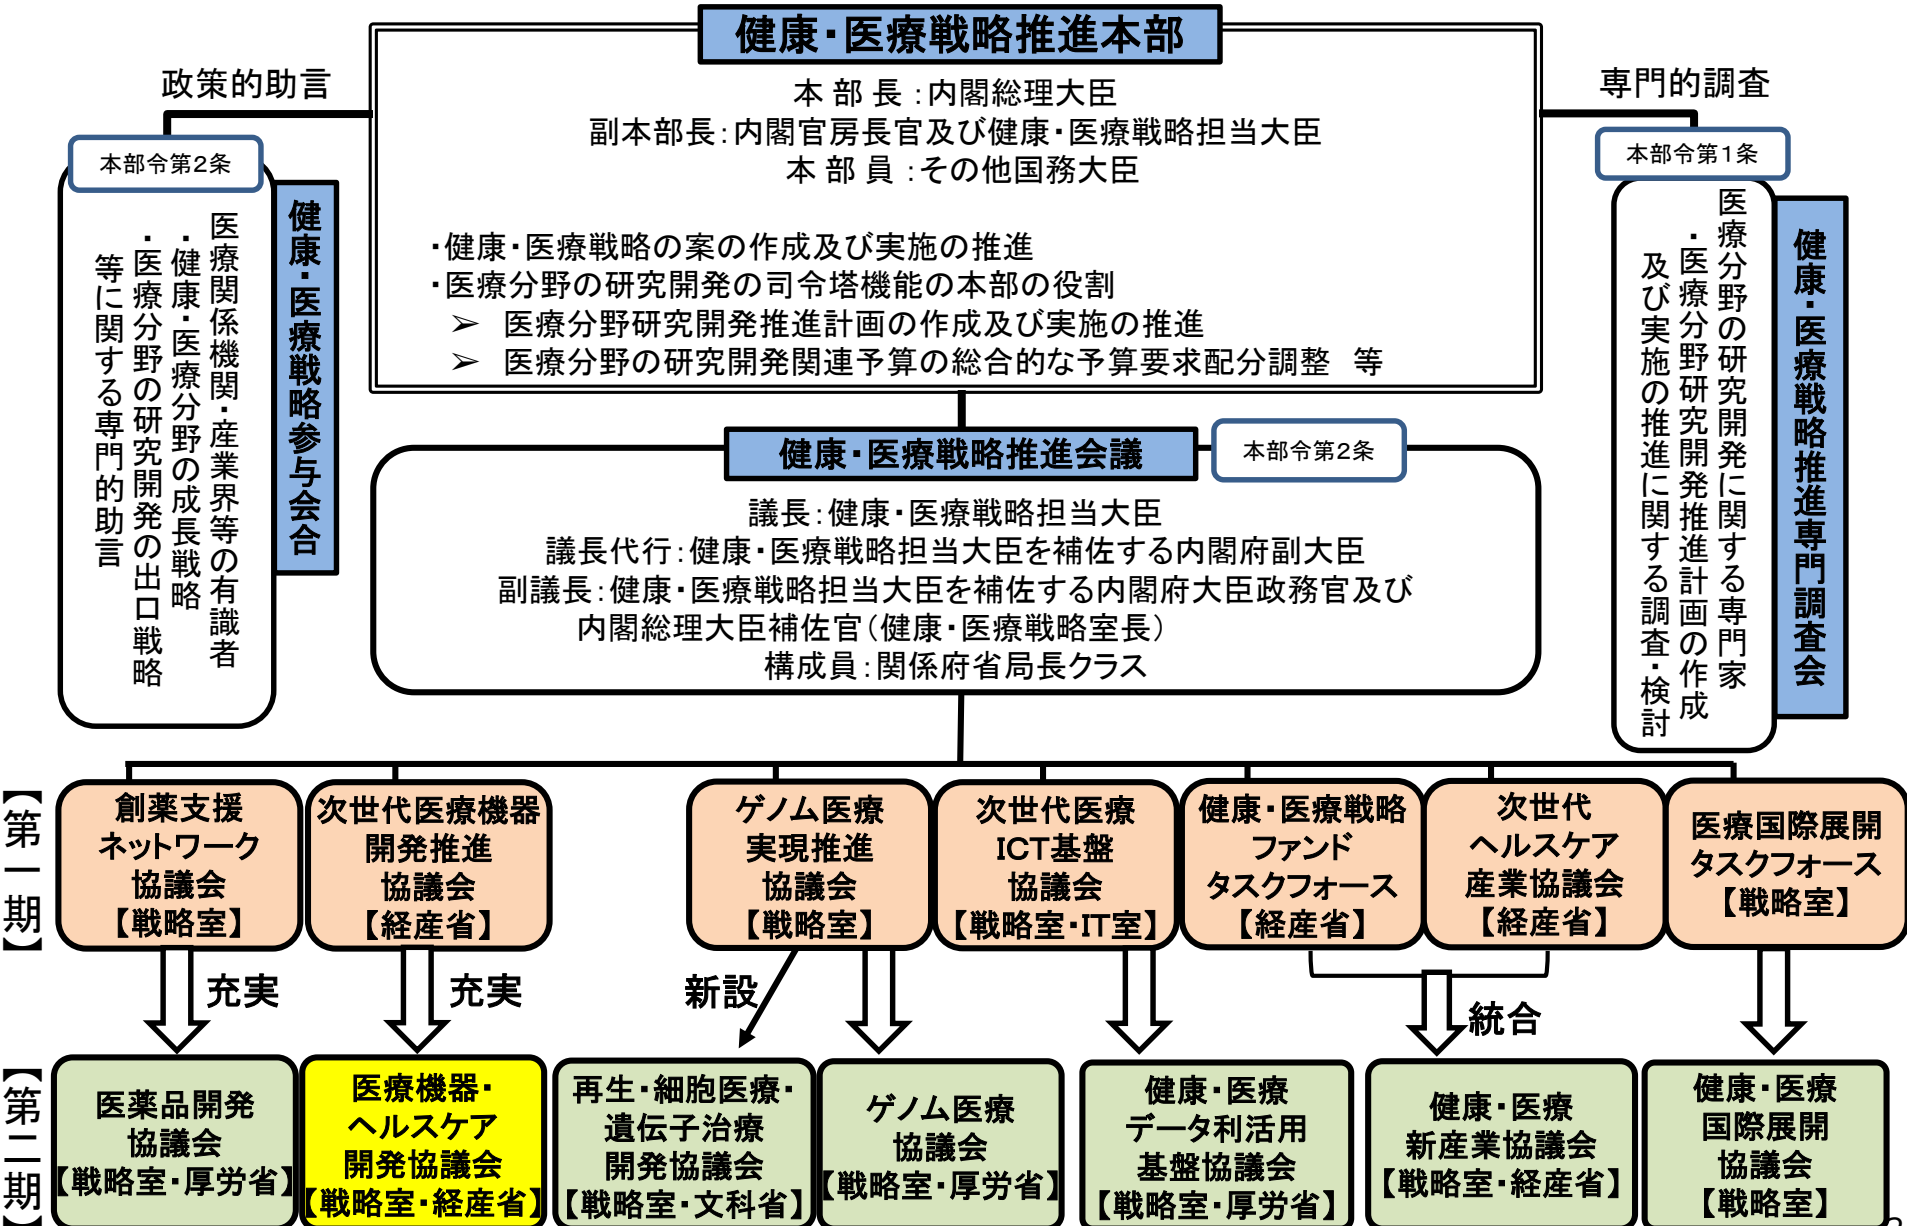 健康・医療戦略推進本部
政策的助言
専門的調査
本 部 長 :内閣総理大臣
副本部長:内閣官房長官及び健康・医療戦略担当大臣
本 部 員 :その他国務大臣
・健康・医療戦略の案の作成及び実施の推進
・医療分野の研究開発の司令塔機能の本部の役割
➢ 医療分野研究開発推進計画の作成及び実施の推進
➢ 医療分野の研究開発関連予算の総合的な予算要求配分調整 等
本部令第2条
健康・医療戦略参与会合
医療関係機関・産業界等の有識者
・健康・医療分野の成長戦略
・医療分野の研究開発の出口戦略
等に関する専門的助言
本部令第1条
健康・医療戦略推進専門調査会
医療分野の研究開発に関する専門家
・医療分野研究開発推進計画の作成
及び実施の推進に関する調査・検討
健康・医療戦略推進会議
本部令第2条
議長:健康・医療戦略担当大臣
議長代行:健康・医療戦略担当大臣を補佐する内閣府副大臣
副議長:健康・医療戦略担当大臣を補佐する内閣府大臣政務官及び
内閣総理大臣補佐官(健康・医療戦略室長)
構成員:関係府省局長クラス
【第一期】
創薬支援
ネットワーク
協議会
【戦略室】
次世代医療機器
開発推進
協議会
【経産省】
ゲノム医療
実現推進
協議会
【戦略室】
次世代医療
ICT基盤
協議会
【戦略室・IT室】
健康・医療戦略
ファンド
タスクフォース
【経産省】
次世代
ヘルスケア
産業協議会
【経産省】
医療国際展開
タスクフォース
【戦略室】
充実
充実
新設
統合
【第二期】
医薬品開発
協議会
【戦略室・厚労省】
医療機器・
ヘルスケア
開発協議会
【戦略室・経産省】
再生・細胞医療・
遺伝子治療
開発協議会
【戦略室・文科省】
ゲノム医療
協議会
【戦略室・厚労省】
健康・医療
データ利活用
基盤協議会
【戦略室・厚労省】
健康・医療
新産業協議会
【戦略室・経産省】
健康・医療
国際展開
協議会
【戦略室】